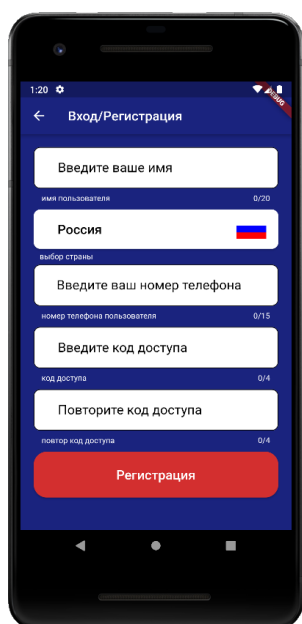 1:20
DEBUG
Вход/Регистрация
Введите ваше имя
имя пользователя 0/20
Россия
выбор страны
Введите ваш номер телефона
номер телефона пользователя 0/15
Введите код доступа
код доступа 0/4
Повторите код доступа
повтор код доступа 0/4
Регистрация